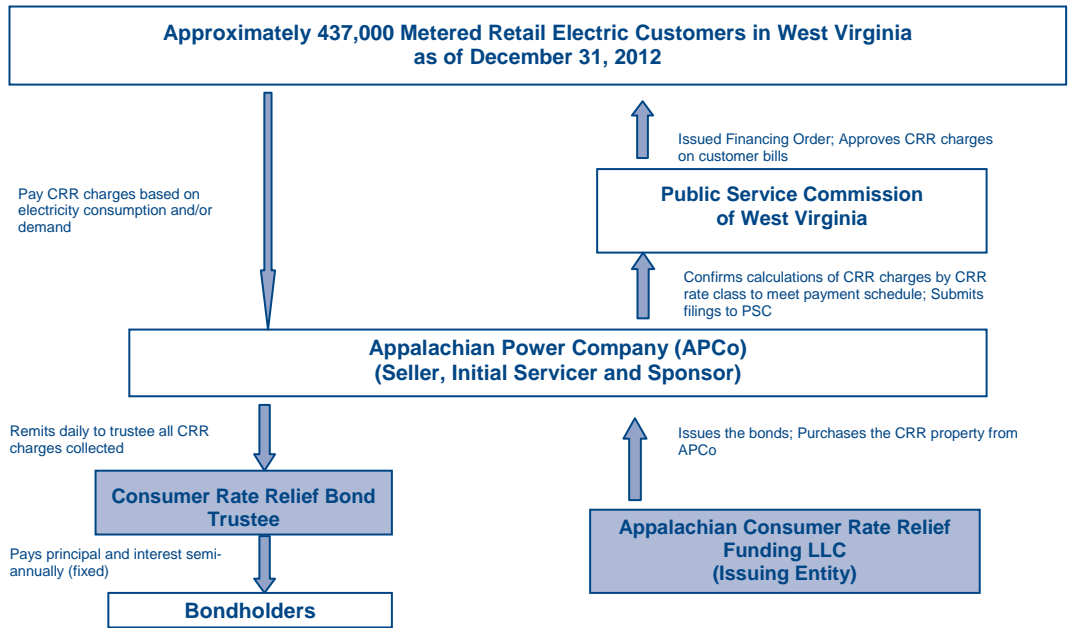 Approximately 437,000 Metered Retail Electric Customers in West Virginia
as of December 31, 2012
Issued Financing Order; Approves CRR charges
on customer bills
Pay CRR charges based on
electricity consumption and/or
demand
Public Service Commission
of West Virginia
Confirms calculations of CRR charges by CRR
rate class to meet payment schedule; Submits
filings to PSC
Appalachian Power Company (APCo)
(Seller, Initial Servicer and Sponsor)
Remits daily to trustee all CRR
charges collected
Issues the bonds; Purchases the CRR property from
APCo
Consumer Rate Relief Bond
Trustee
Appalachian Consumer Rate Relief
Funding LLC
(Issuing Entity)
Pays principal and interest semi-
annually (fixed)
Bondholders